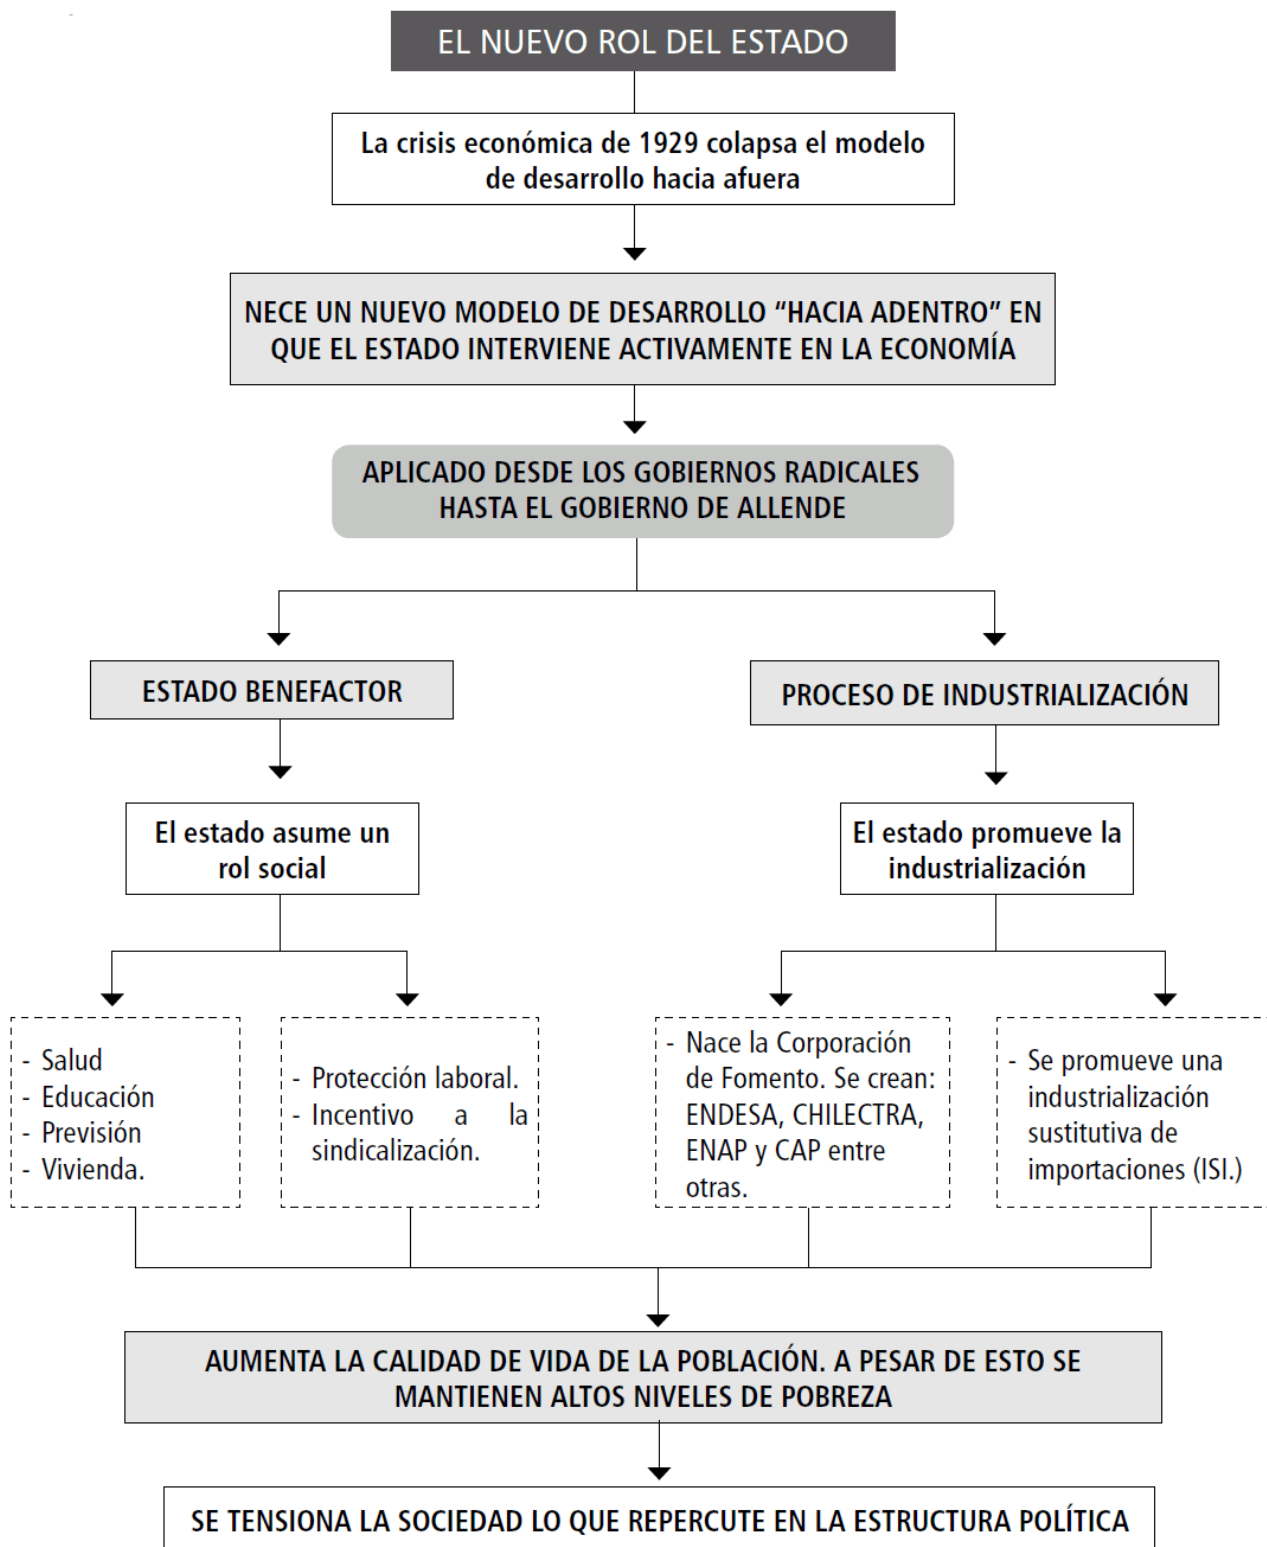 EL NUEVO ROL DEL ESTADO
La crisis económica de 1929 colapsa el modelo
de desarrollo hacia afuera
NECE UN NUEVO MODELO DE DESARROLLO “HACIA ADENTRO” EN
QUE EL ESTADO INTERVIENE ACTIVAMENTE EN LA ECONOMÍA
APLICADO DESDE LOS GOBIERNOS RADICALES
HASTA EL GOBIERNO DE ALLENDE
ESTADO BENEFACTOR
PROCESO DE INDUSTRIALIZACIÓN
El estado asume un
rol social
El estado promueve la
industrialización
- Salud
- Educación
- Previsión
- Vivienda.
- Protección laboral.
- Incentivo a la
sindicalización.
- Nace la Corporación
de Fomento. Se crean:
ENDESA, CHILECTRA,
ENAP y CAP entre
otras.
- Se promueve una
industrialización
sustitutiva de
importaciones (ISI.)
AUMENTA LA CALIDAD DE VIDA DE LA POBLACIÓN. A PESAR DE ESTO SE
MANTIENEN ALTOS NIVELES DE POBREZA
SE TENSIONA LA SOCIEDAD LO QUE REPERCUTE EN LA ESTRUCTURA POLÍTICA